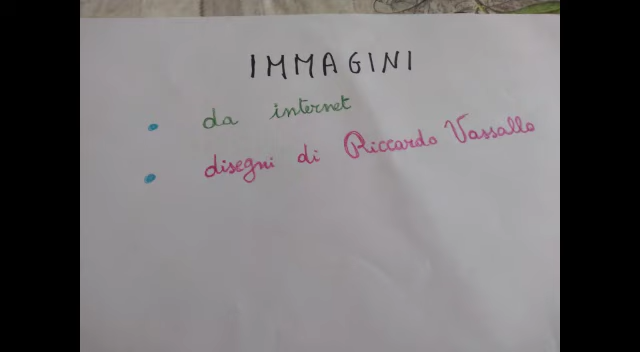 IMMAGINI
• da internet
• disegni di Riccardo Vassallo